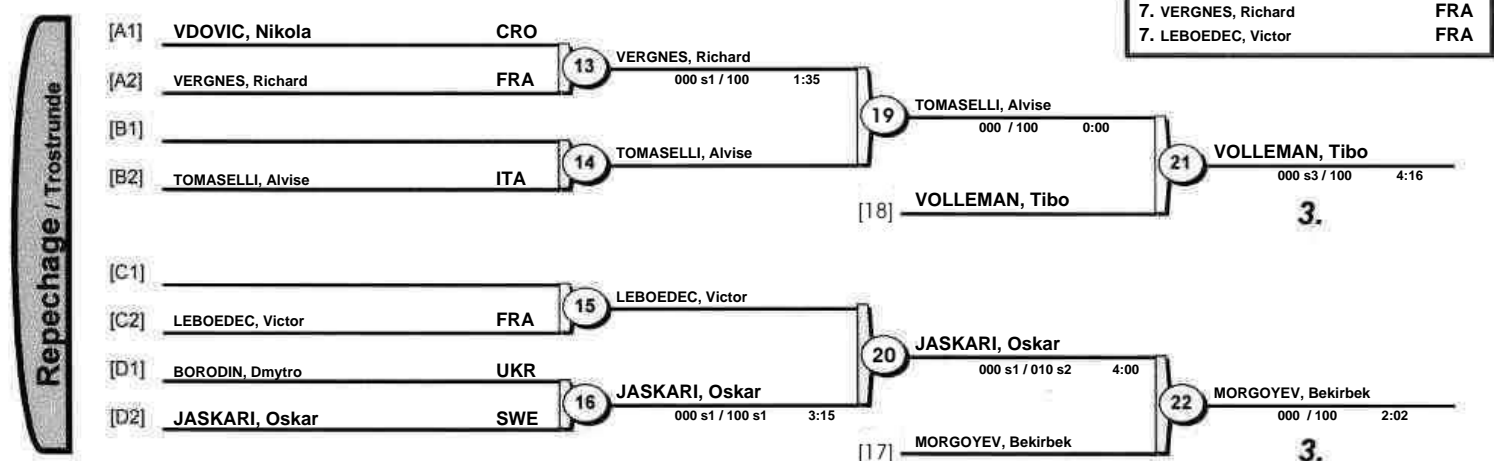 7. VERGNES, Richard FRA
7. LEBOEDEC, Victor FRA
Repechage / Trostrunde
[A1] VDOVIC, Nikola CRO
[A2] VERGNES, Richard FRA
13 VERGNES, Richard
000 s1 / 100 1:35
[B1]
[B2] TOMASELLI, Alvise ITA
14 TOMASELLI, Alvise
19 TOMASELLI, Alvise
000 / 100 0:00
[18] VOLLEMAN, Tibo
21 VOLLEMAN, Tibo
000 s3 / 100 4:16
3.
[C1]
[C2] LEBOEDEC, Victor FRA
15 LEBOEDEC, Victor
[D1] BORODIN, Dmytro UKR
[D2] JASKARI, Oskar SWE
16 JASKARI, Oskar
000 s1 / 100 s1 3:15
20 JASKARI, Oskar
000 s1 / 010 s2 4:00
[17] MORGOYEV, Bekirbek
22 MORGOYEV, Bekirbek
000 / 100 2:02
3.